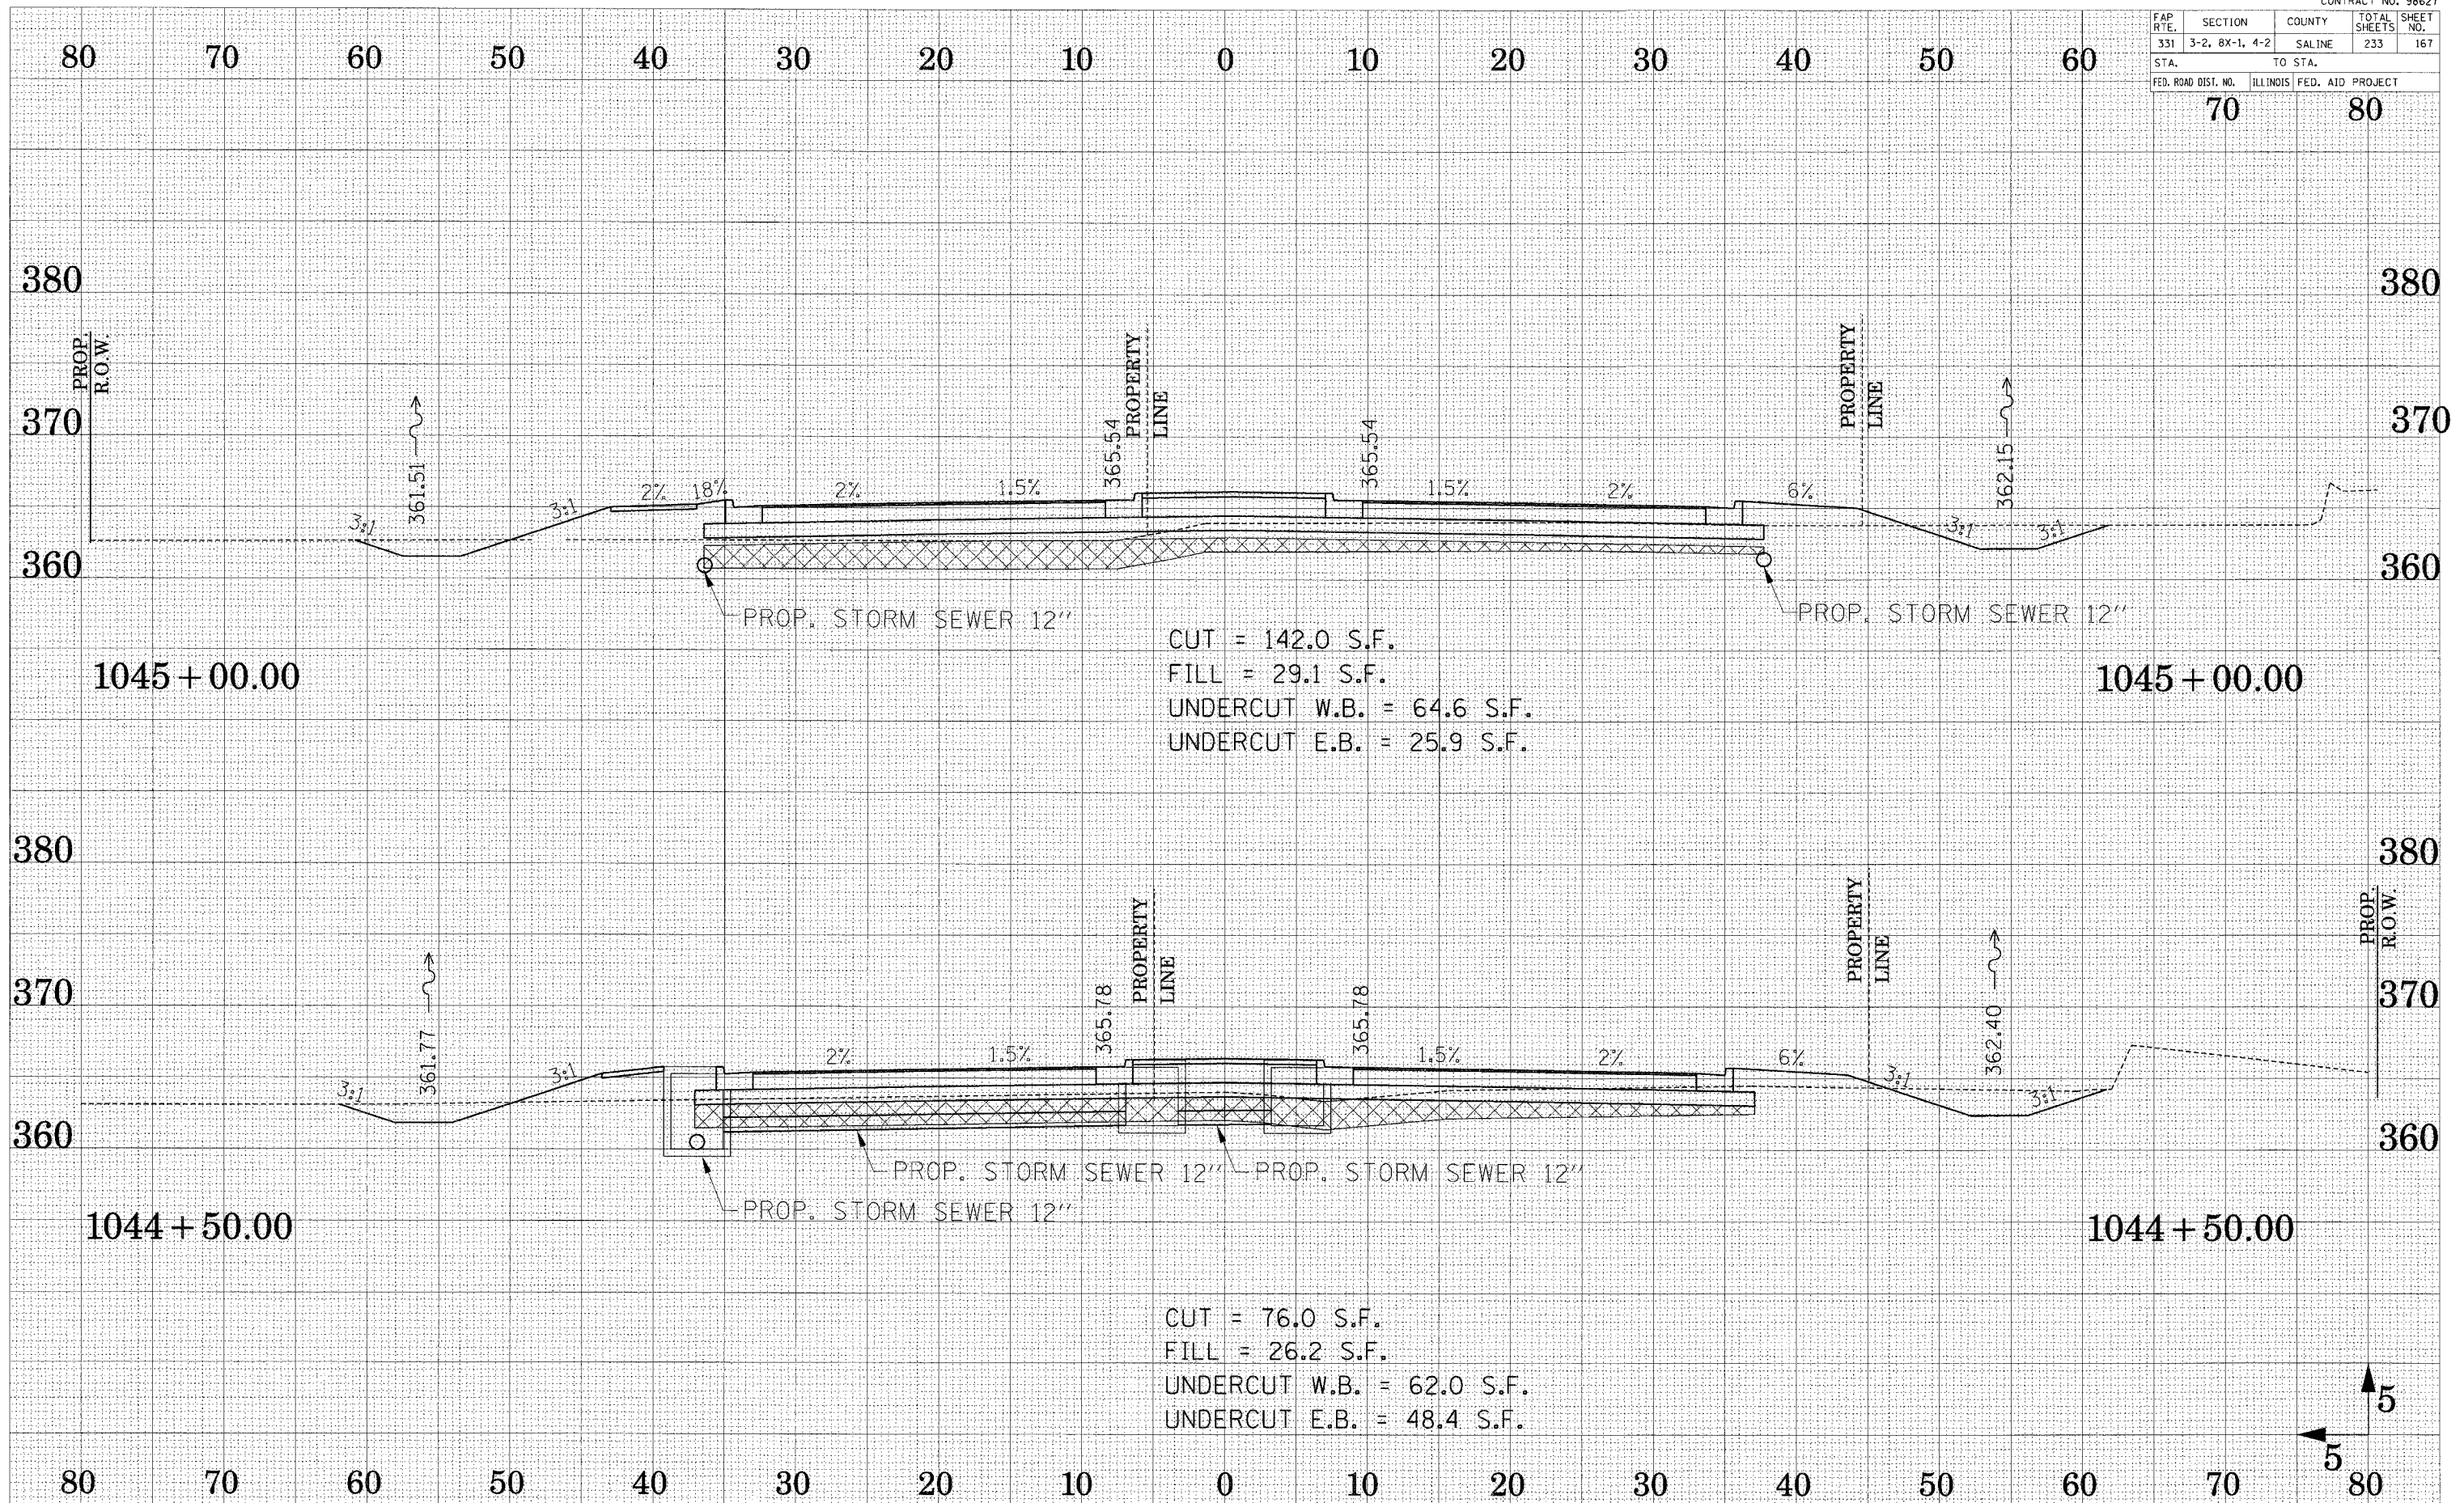 CONTRACT NO. 98627
FAP RTE. SECTION COUNTY TOTAL SHEETS SHEET NO.
331 3-2, 8X-1, 4-2 SALINE 233 167
STA. TO STA.
FED. ROAD DIST. NO. ILLINOIS FED. AID PROJECT
80 70 60 50 40 30 20 10 0 10 20 30 40 50 60 70 80
380 380
PROP. R.O.W.
PROPERTY LINE
PROPERTY LINE
370 370
361.51
365.54
365.54
362.15
3:1 3:1 2% 18% 2% 1.5% 1.5% 2% 6% 3:1 3:1
360 360
PROP. STORM SEWER 12"
PROP. STORM SEWER 12"
CUT = 142.0 S.F.
FILL = 29.1 S.F.
UNDERCUT W.B. = 64.6 S.F.
UNDERCUT E.B. = 25.9 S.F.
1045+00.00 1045+00.00
380 380
PROPERTY LINE
PROPERTY LINE
PROP. R.O.W.
370 370
361.77
365.78
365.78
362.40
3:1 3:1 2% 1.5% 1.5% 2% 6% 3:1 3:1
360 360
PROP. STORM SEWER 12"
PROP. STORM SEWER 12"
PROP. STORM SEWER 12"
1044+50.00 1044+50.00
CUT = 76.0 S.F.
FILL = 26.2 S.F.
UNDERCUT W.B. = 62.0 S.F.
UNDERCUT E.B. = 48.4 S.F.
5
5
80 70 60 50 40 30 20 10 0 10 20 30 40 50 60 70 80